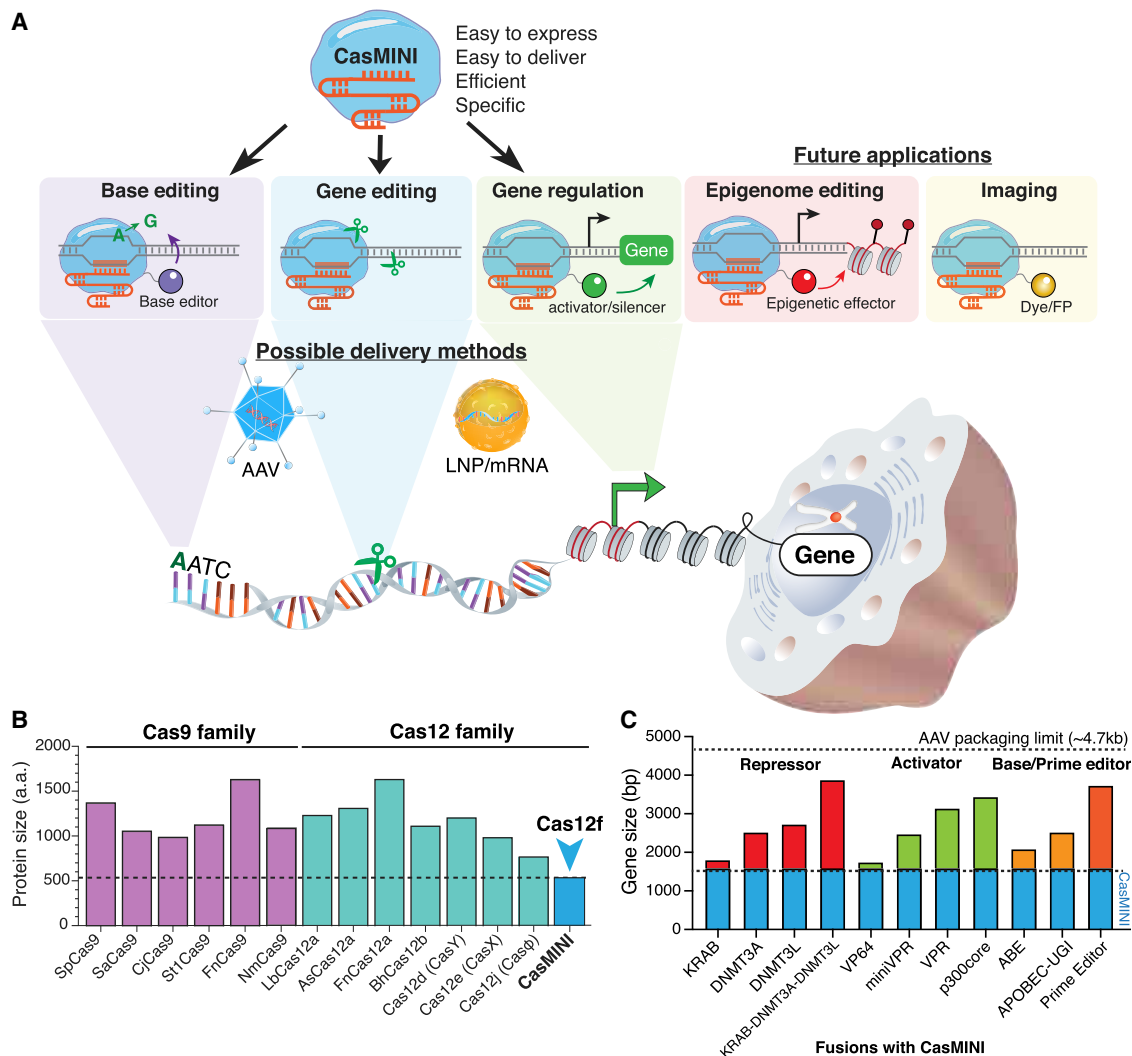 A
CasMINI
Easy to express
Easy to deliver
Efficient
Specific
Future applications
Base editing
Gene editing
Gene regulation
Epigenome editing
Imaging
A
G
Base editor
Gene
activator/silencer
Epigenetic effector
Dye/FP
Possible delivery methods
AAV
LNP/mRNA
AATC
Gene
B
Cas9 family
Cas12 family
Protein size (a.a.)
2000
1500
1000
500
0
Cas12f
SpCas9
SaCas9
CjCas9
St1Cas9
FnCas9
NmCas9
LbCas12a
AsCas12a
FnCas12a
BhCas12b
Cas12d (CasY)
Cas12e (CasX)
Cas12j (CasΦ)
CasMINI
C
Gene size (bp)
5000
4000
3000
2000
1000
0
AAV packaging limit (~4.7kb)
Repressor
Activator
Base/Prime editor
CasMINI
KRAB
DNMT3A
DNMT3L
KRAB-DNMT3A-DNMT3L
VP64
miniVPR
VPR
p300core
ABE
APOBEC-UGI
Prime Editor
Fusions with CasMINI